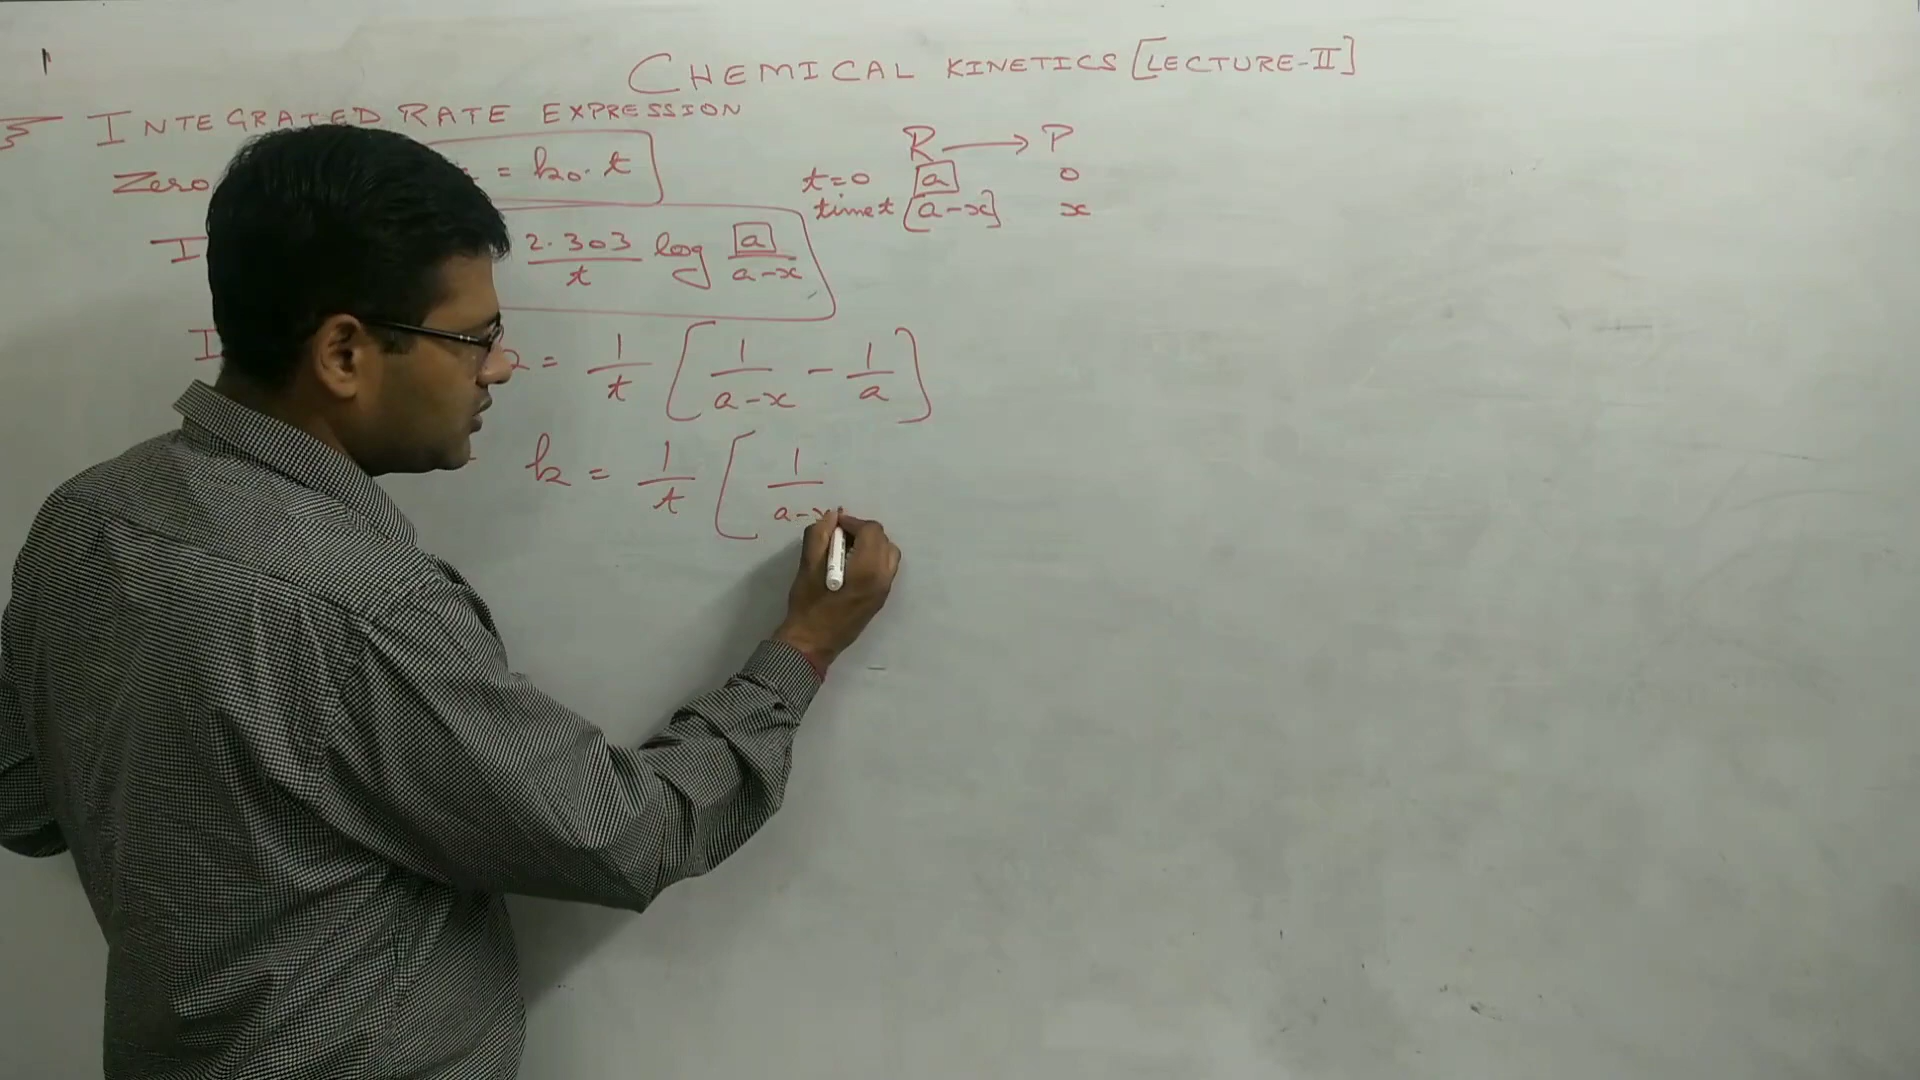 CHEMICAL KINETICS [LECTURE-II]
INTEGRATED RATE EXPRESSION
R → P
Zero = k₀.t
t=0 [a] 0
time t [a-x] x
I 2.303/t log [a]/a-x
I 2 = 1/t [1/a-x - 1/a]
k = 1/t [1/a-x